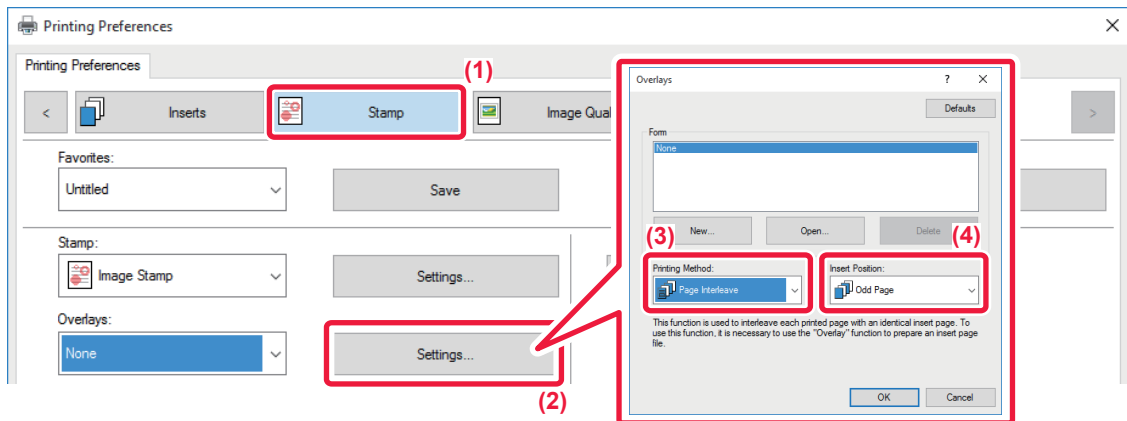 Printing Preferences
Printing Preferences
(1)
< Inserts Stamp Image Qual >
Favorites:
Untitled Save
Stamp:
Image Stamp Settings...
Overlays:
None Settings...
(2)
Overlays ? ×
Defaults
Form
None
New... Open... Delete
(3) (4)
Printing Method: Insert Position:
Page Interleave Odd Page
This function is used to interleave each printed page with an identical insert page. To
use this function, it is necessary to use the "Overlay" function to prepare an insert page
file.
OK Cancel